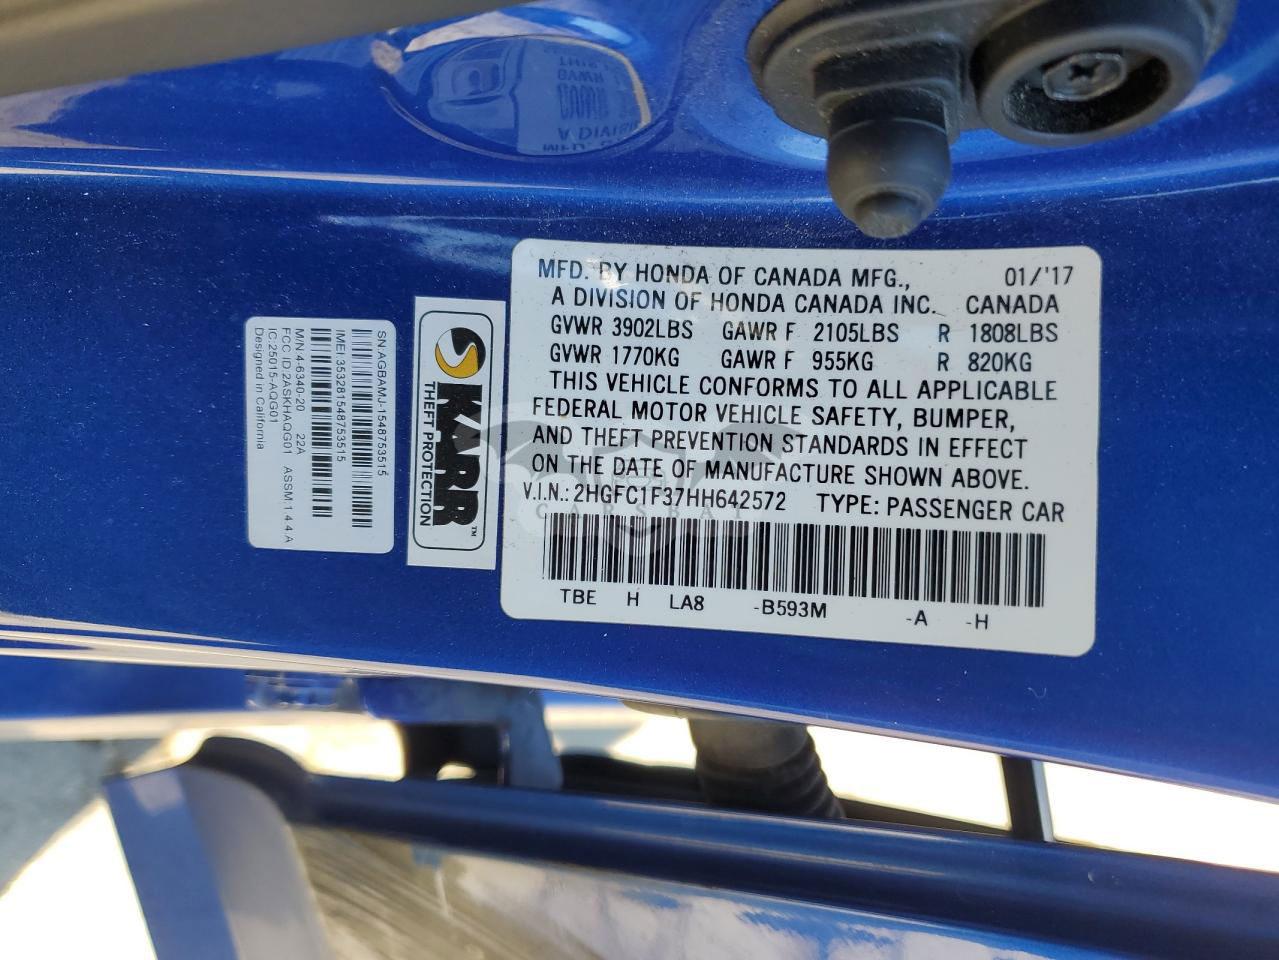 MFD. BY HONDA OF CANADA MFG., 01/'17
A DIVISION OF HONDA CANADA INC. CANADA
GVWR 3902LBS GAWR F 2105LBS R 1808LBS
GVWR 1770KG GAWR F 955KG R 820KG
THIS VEHICLE CONFORMS TO ALL APPLICABLE
FEDERAL MOTOR VEHICLE SAFETY, BUMPER,
AND THEFT PREVENTION STANDARDS IN EFFECT
ON THE DATE OF MANUFACTURE SHOWN ABOVE.
V.I.N.: 2HGFC1F37HH642572 TYPE: PASSENGER CAR
TBE H LA8 -B593M -A -H
KARR™
THEFT PROTECTION
SN:AGBAMJ-1548753515
IMEI:353281548753515
M/N 4-6340-20 22A
FCC ID:2ASKHAQG01 ASSM.1.4.4.A
IC:25015-AQG01
Designed in California
CARSBAT